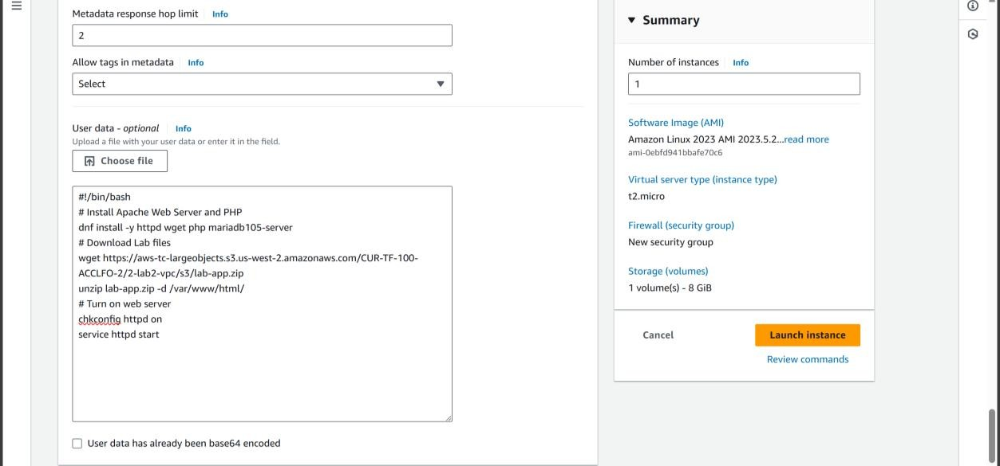 Metadata response hop limit Info
2
Allow tags in metadata Info
Select
User data - optional Info
Upload a file with your user data or enter it in the field.
Choose file
#!/bin/bash
# Install Apache Web Server and PHP
dnf install -y httpd wget php mariadb105-server
# Download Lab files
wget https://aws-tc-largeobjects.s3.us-west-2.amazonaws.com/CUR-TF-100-
ACCLFO-2/2-lab2-vpc/s3/lab-app.zip
unzip lab-app.zip -d /var/www/html/
# Turn on web server
chkconfig httpd on
service httpd start
User data has already been base64 encoded
Summary
Number of instances Info
1
Software Image (AMI)
Amazon Linux 2023 AMI 2023.5.2...read more
ami-0ebfd941bbafe70c6
Virtual server type (instance type)
t2.micro
Firewall (security group)
New security group
Storage (volumes)
1 volume(s) - 8 GiB
Cancel
Launch instance
Review commands